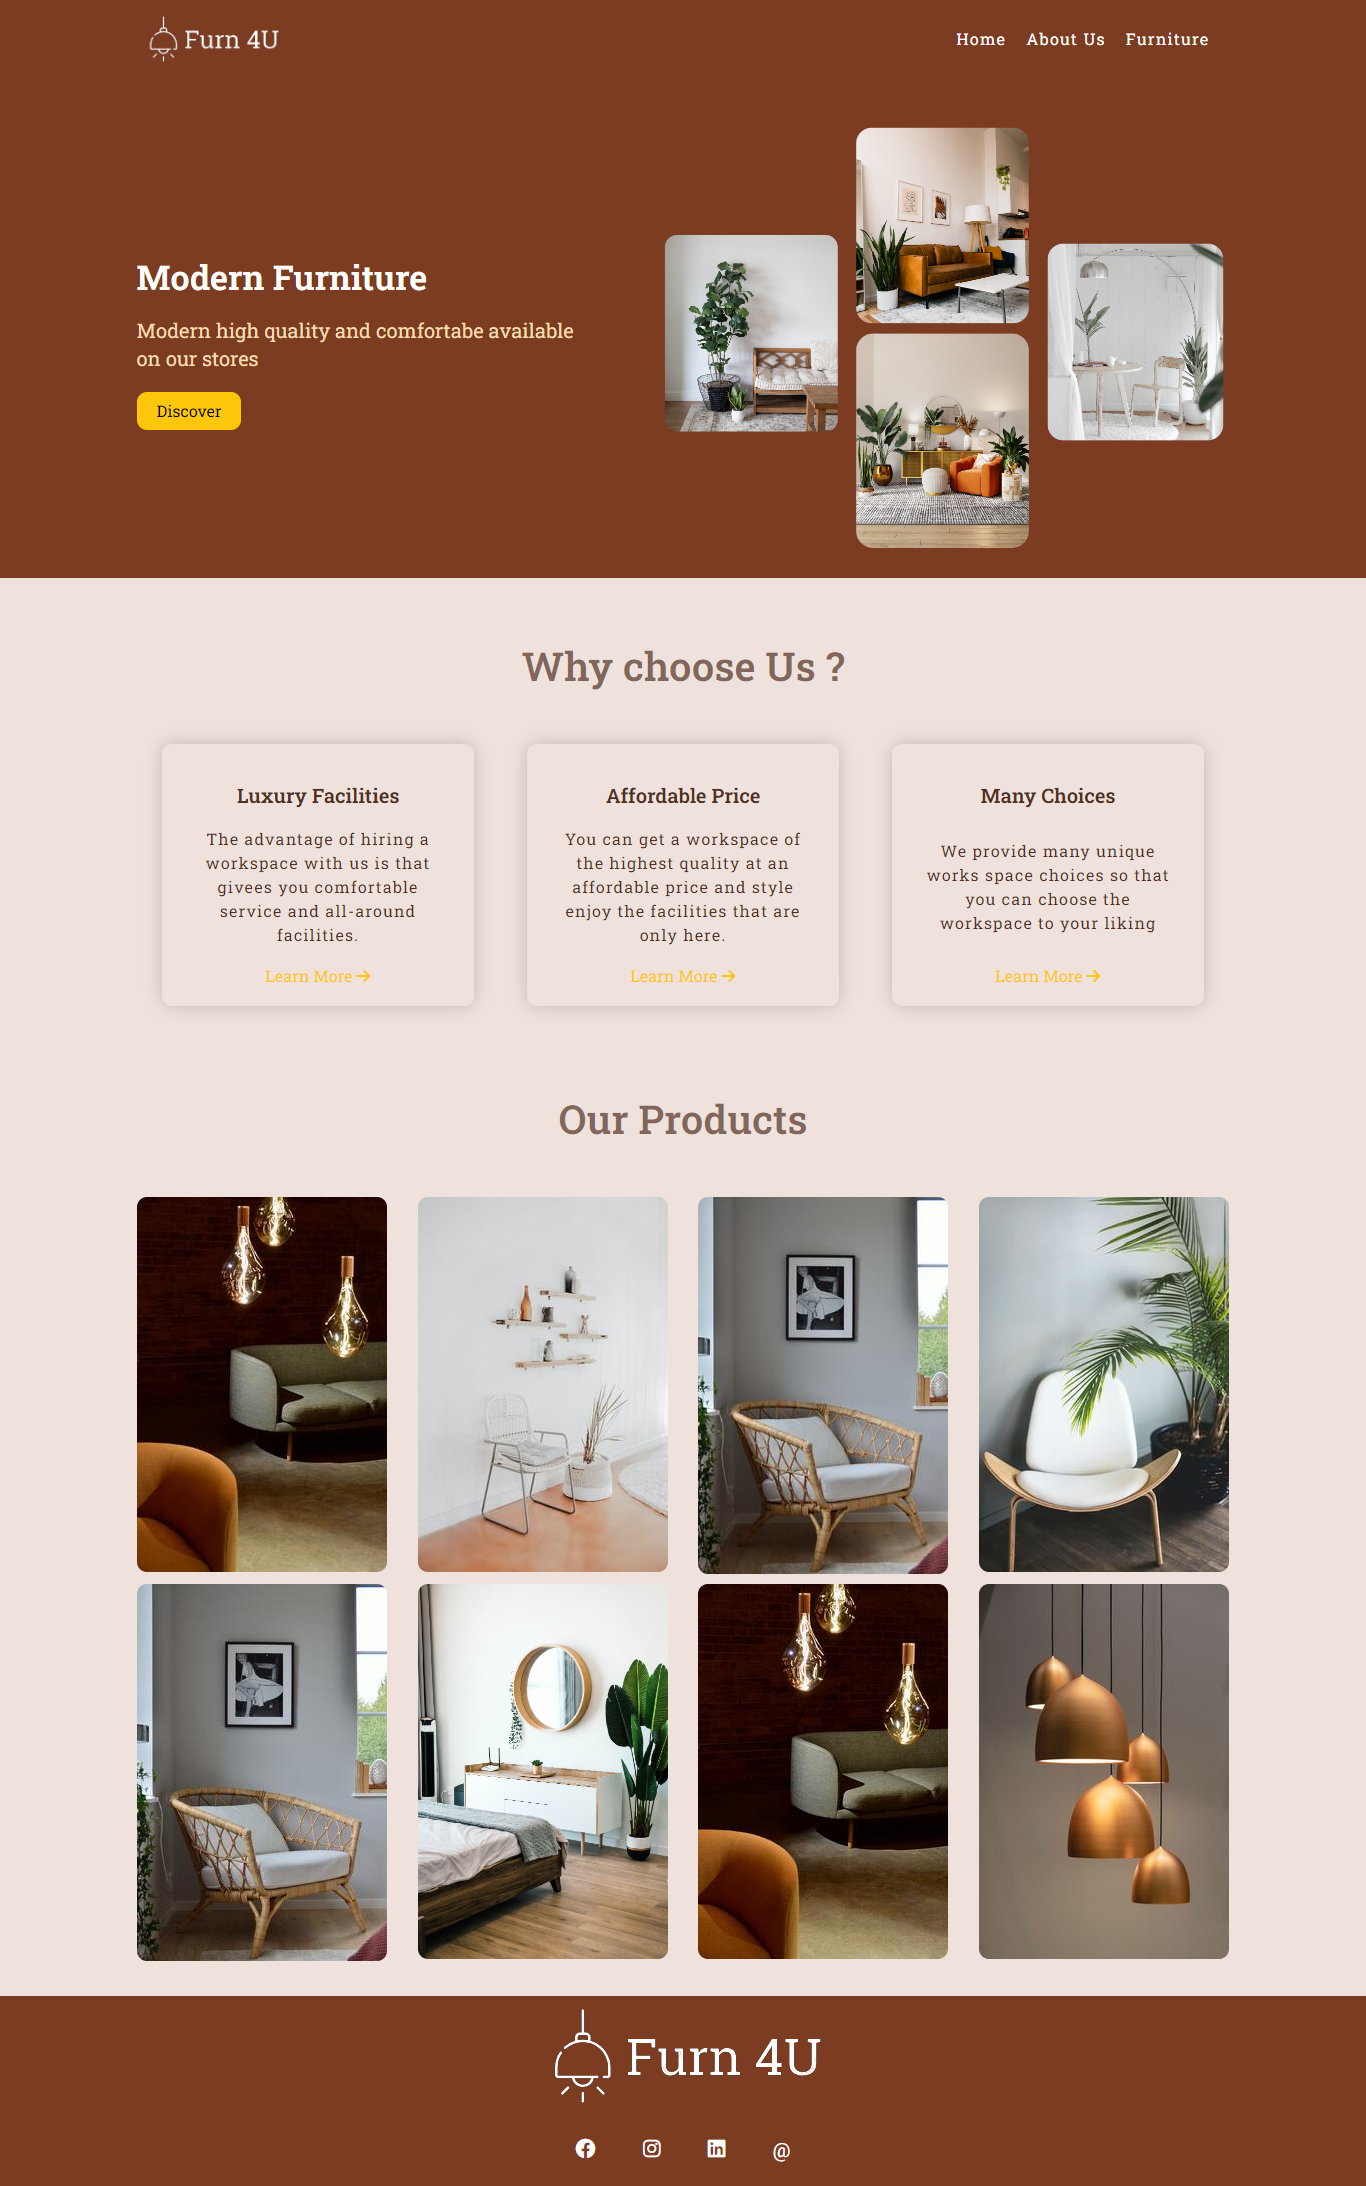 Furn 4U
Home About Us Furniture
Modern Furniture
Modern high quality and comfortabe available
on our stores
Discover
Why choose Us ?
Luxury Facilities
The advantage of hiring a
workspace with us is that
givees you comfortable
service and all-around
facilities.
Learn More
Affordable Price
You can get a workspace of
the highest quality at an
affordable price and style
enjoy the facilities that are
only here.
Learn More
Many Choices
We provide many unique
works space choices so that
you can choose the
workspace to your liking
Learn More
Our Products
Furn 4U
@